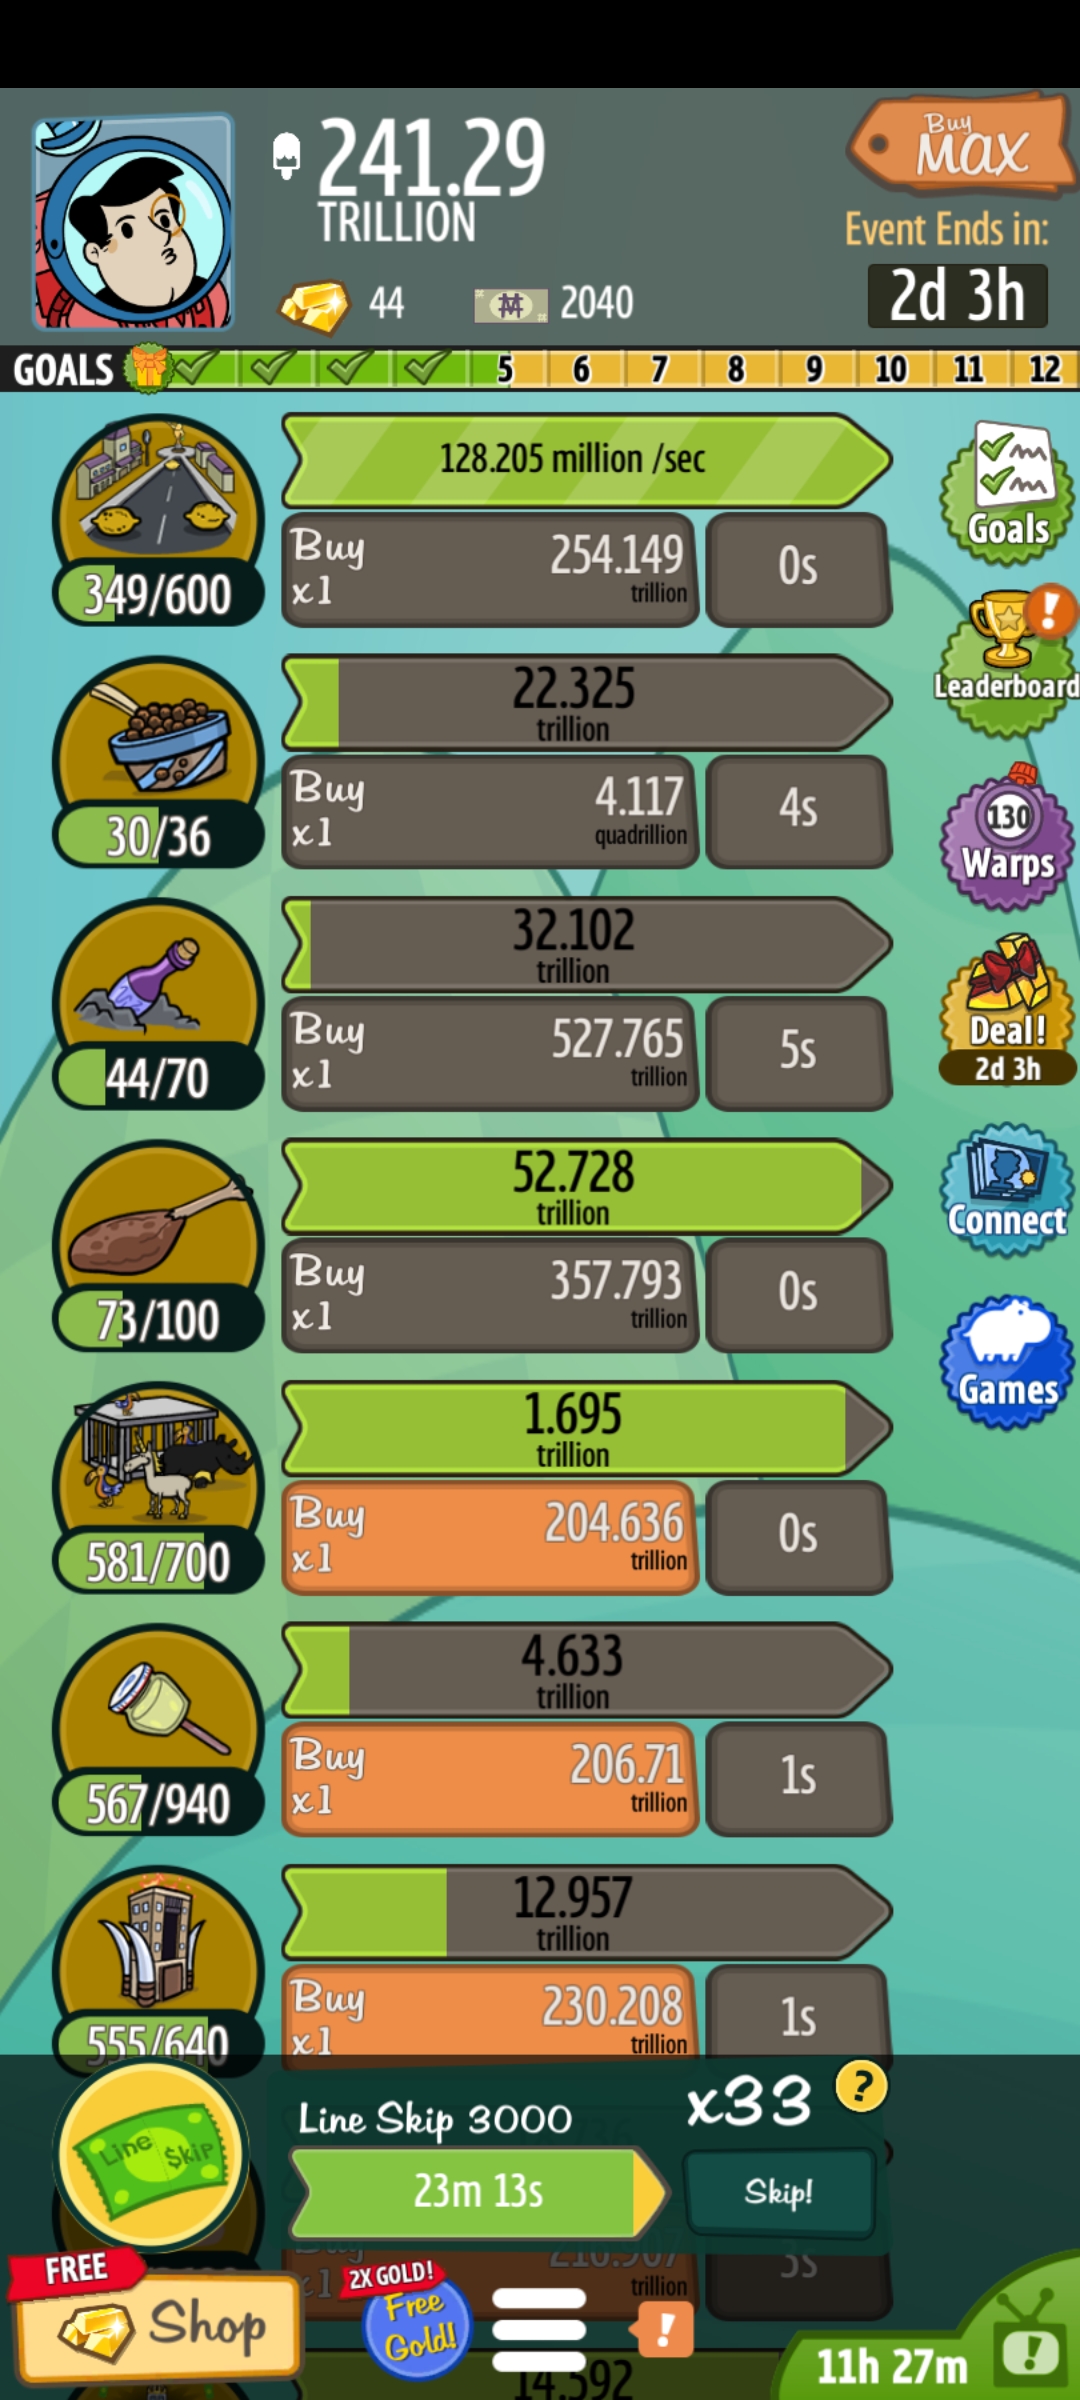 241.29
TRILLION
Buy
MAX
Event Ends in:
2d 3h
44
2040
GOALS
5 6 7 8 9 10 11 12
128.205 million /sec
Buy
x1
254.149
trillion
0s
349/600
Goals
22.325
trillion
Buy
x1
4.117
quadrillion
4s
30/36
!
Leaderboard
32.102
trillion
Buy
x1
527.765
trillion
5s
44/70
130
Warps
Deal!
2d 3h
52.728
trillion
Buy
x1
357.793
trillion
0s
73/100
Connect
1.695
trillion
Buy
x1
204.636
trillion
0s
581/700
Games
4.633
trillion
Buy
x1
206.71
trillion
1s
567/940
12.957
trillion
Buy
x1
230.208
trillion
1s
555/640
Line $kip
Line Skip 3000
x33
?
23m 13s
Skip!
Buy
x1
trillion
3s
FREE
Shop
2X GOLD!
Free
Gold!
!
14.592
11h 27m
!